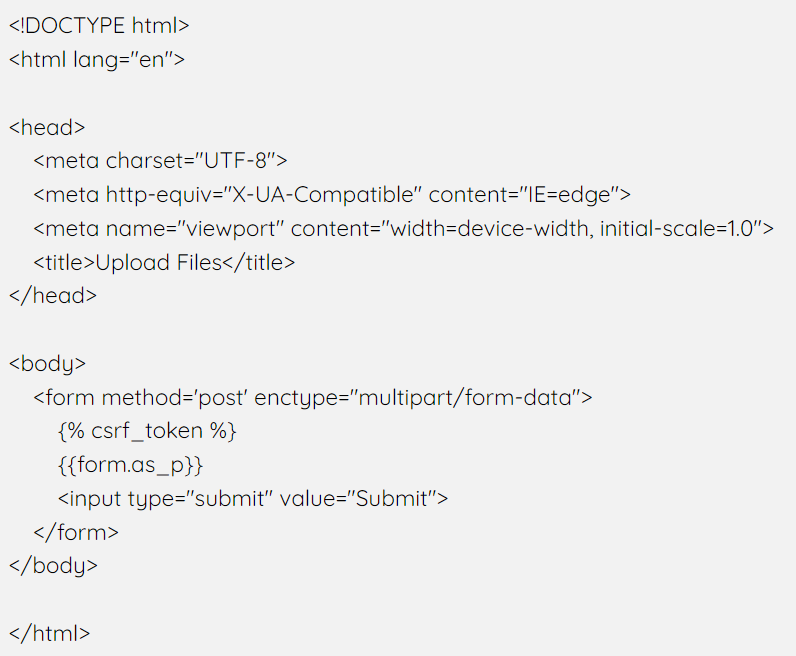 <!DOCTYPE html>
<html lang="en">
<head>
<meta charset="UTF-8">
<meta http-equiv="X-UA-Compatible" content="IE=edge">
<meta name="viewport" content="width=device-width, initial-scale=1.0">
<title>Upload Files</title>
</head>
<body>
<form method='post' enctype="multipart/form-data">
{% csrf_token %}
{{form.as_p}}
<input type="submit" value="Submit">
</form>
</body>
</html>